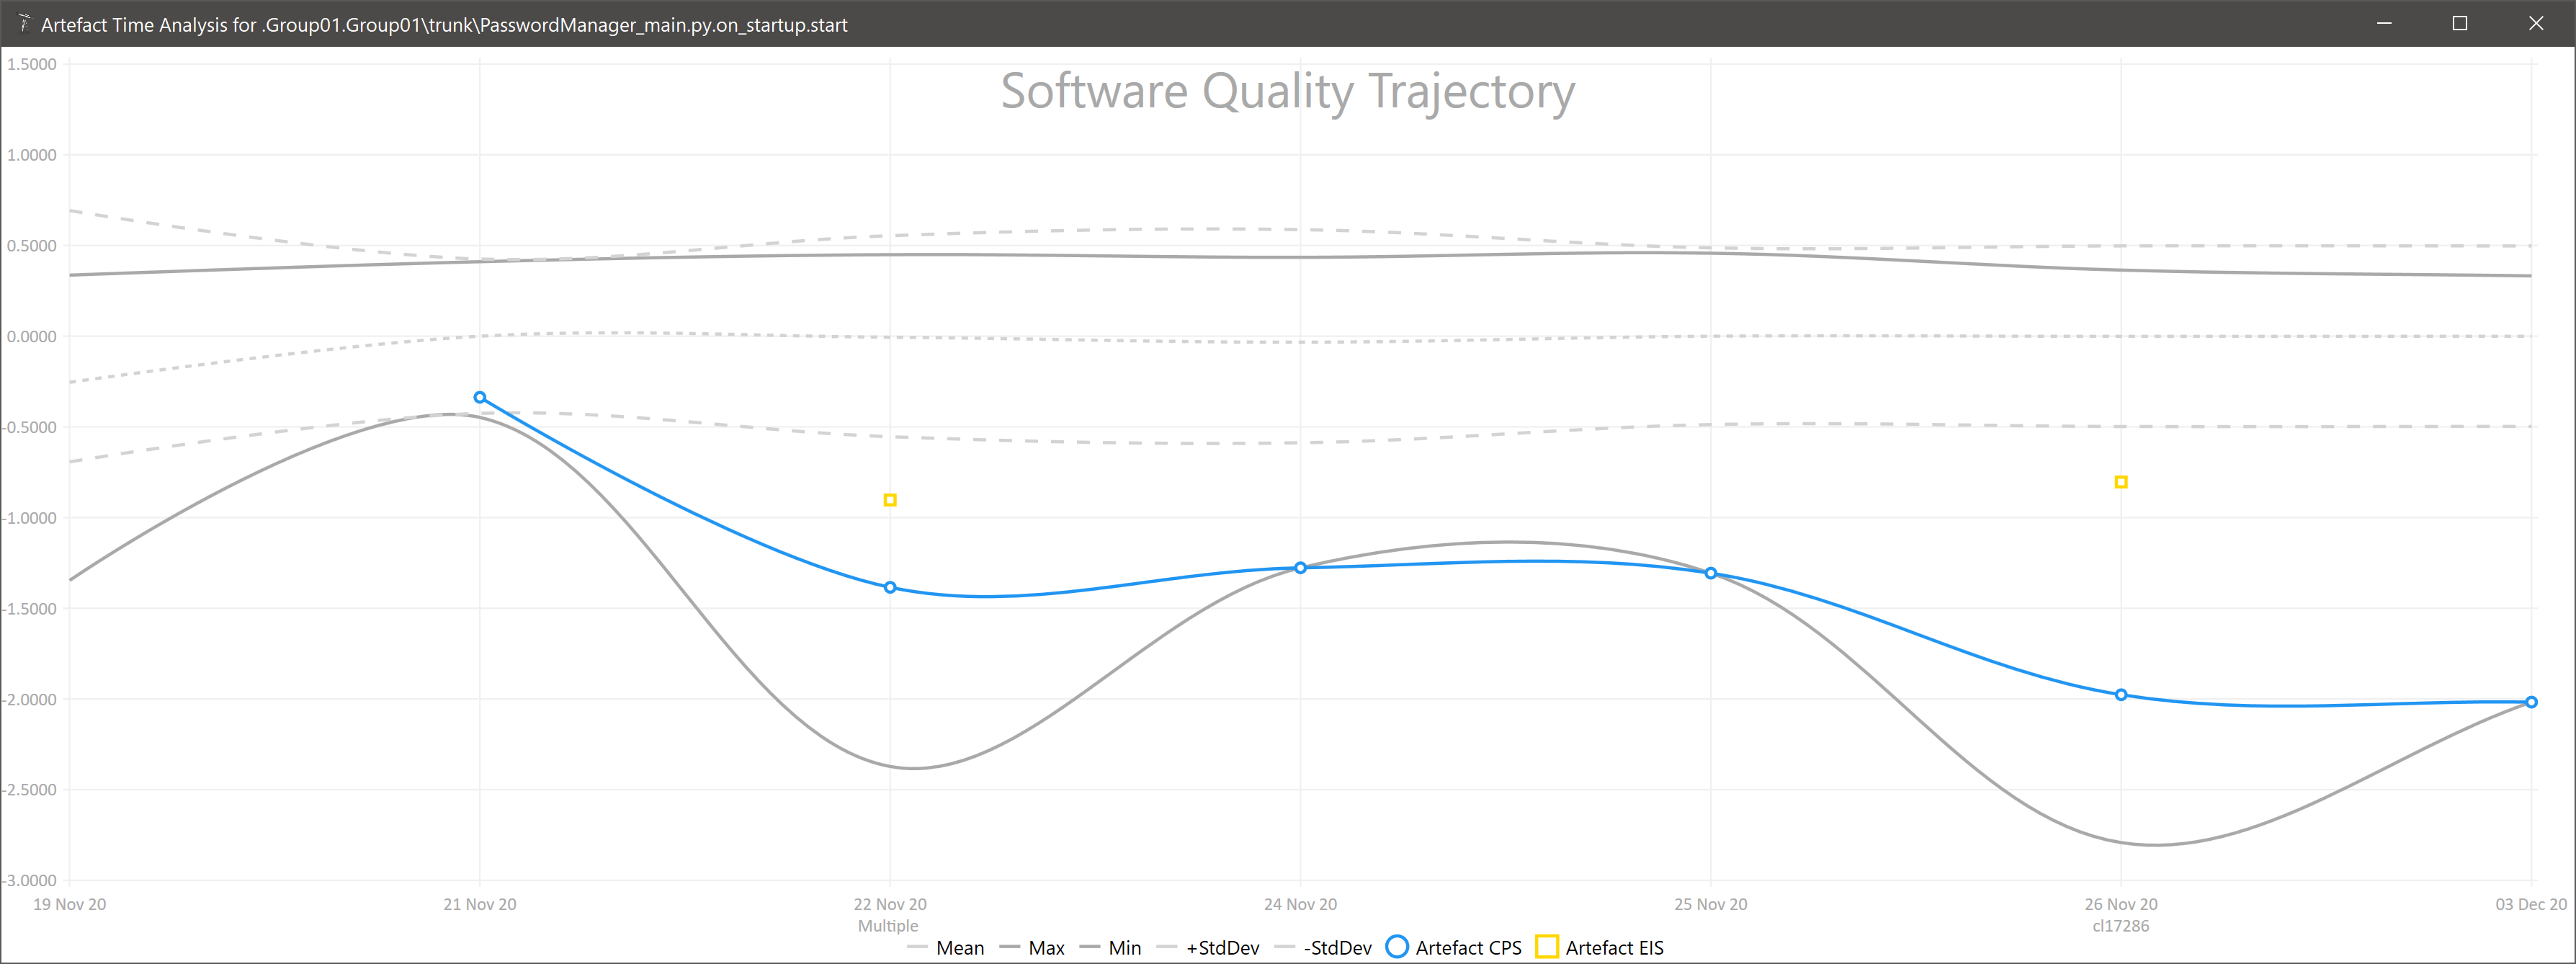 Artefact Time Analysis for .Group01.Group01\trunk\PasswordManager_main.py.on_startup.start
Software Quality Trajectory
1.5000
1.0000
0.5000
0.0000
-0.5000
-1.0000
-1.5000
-2.0000
-2.5000
-3.0000
19 Nov 20 21 Nov 20 22 Nov 20 24 Nov 20 25 Nov 20 26 Nov 20 03 Dec 20
Multiple cl17286
Mean Max Min +StdDev -StdDev Artefact CPS Artefact EIS